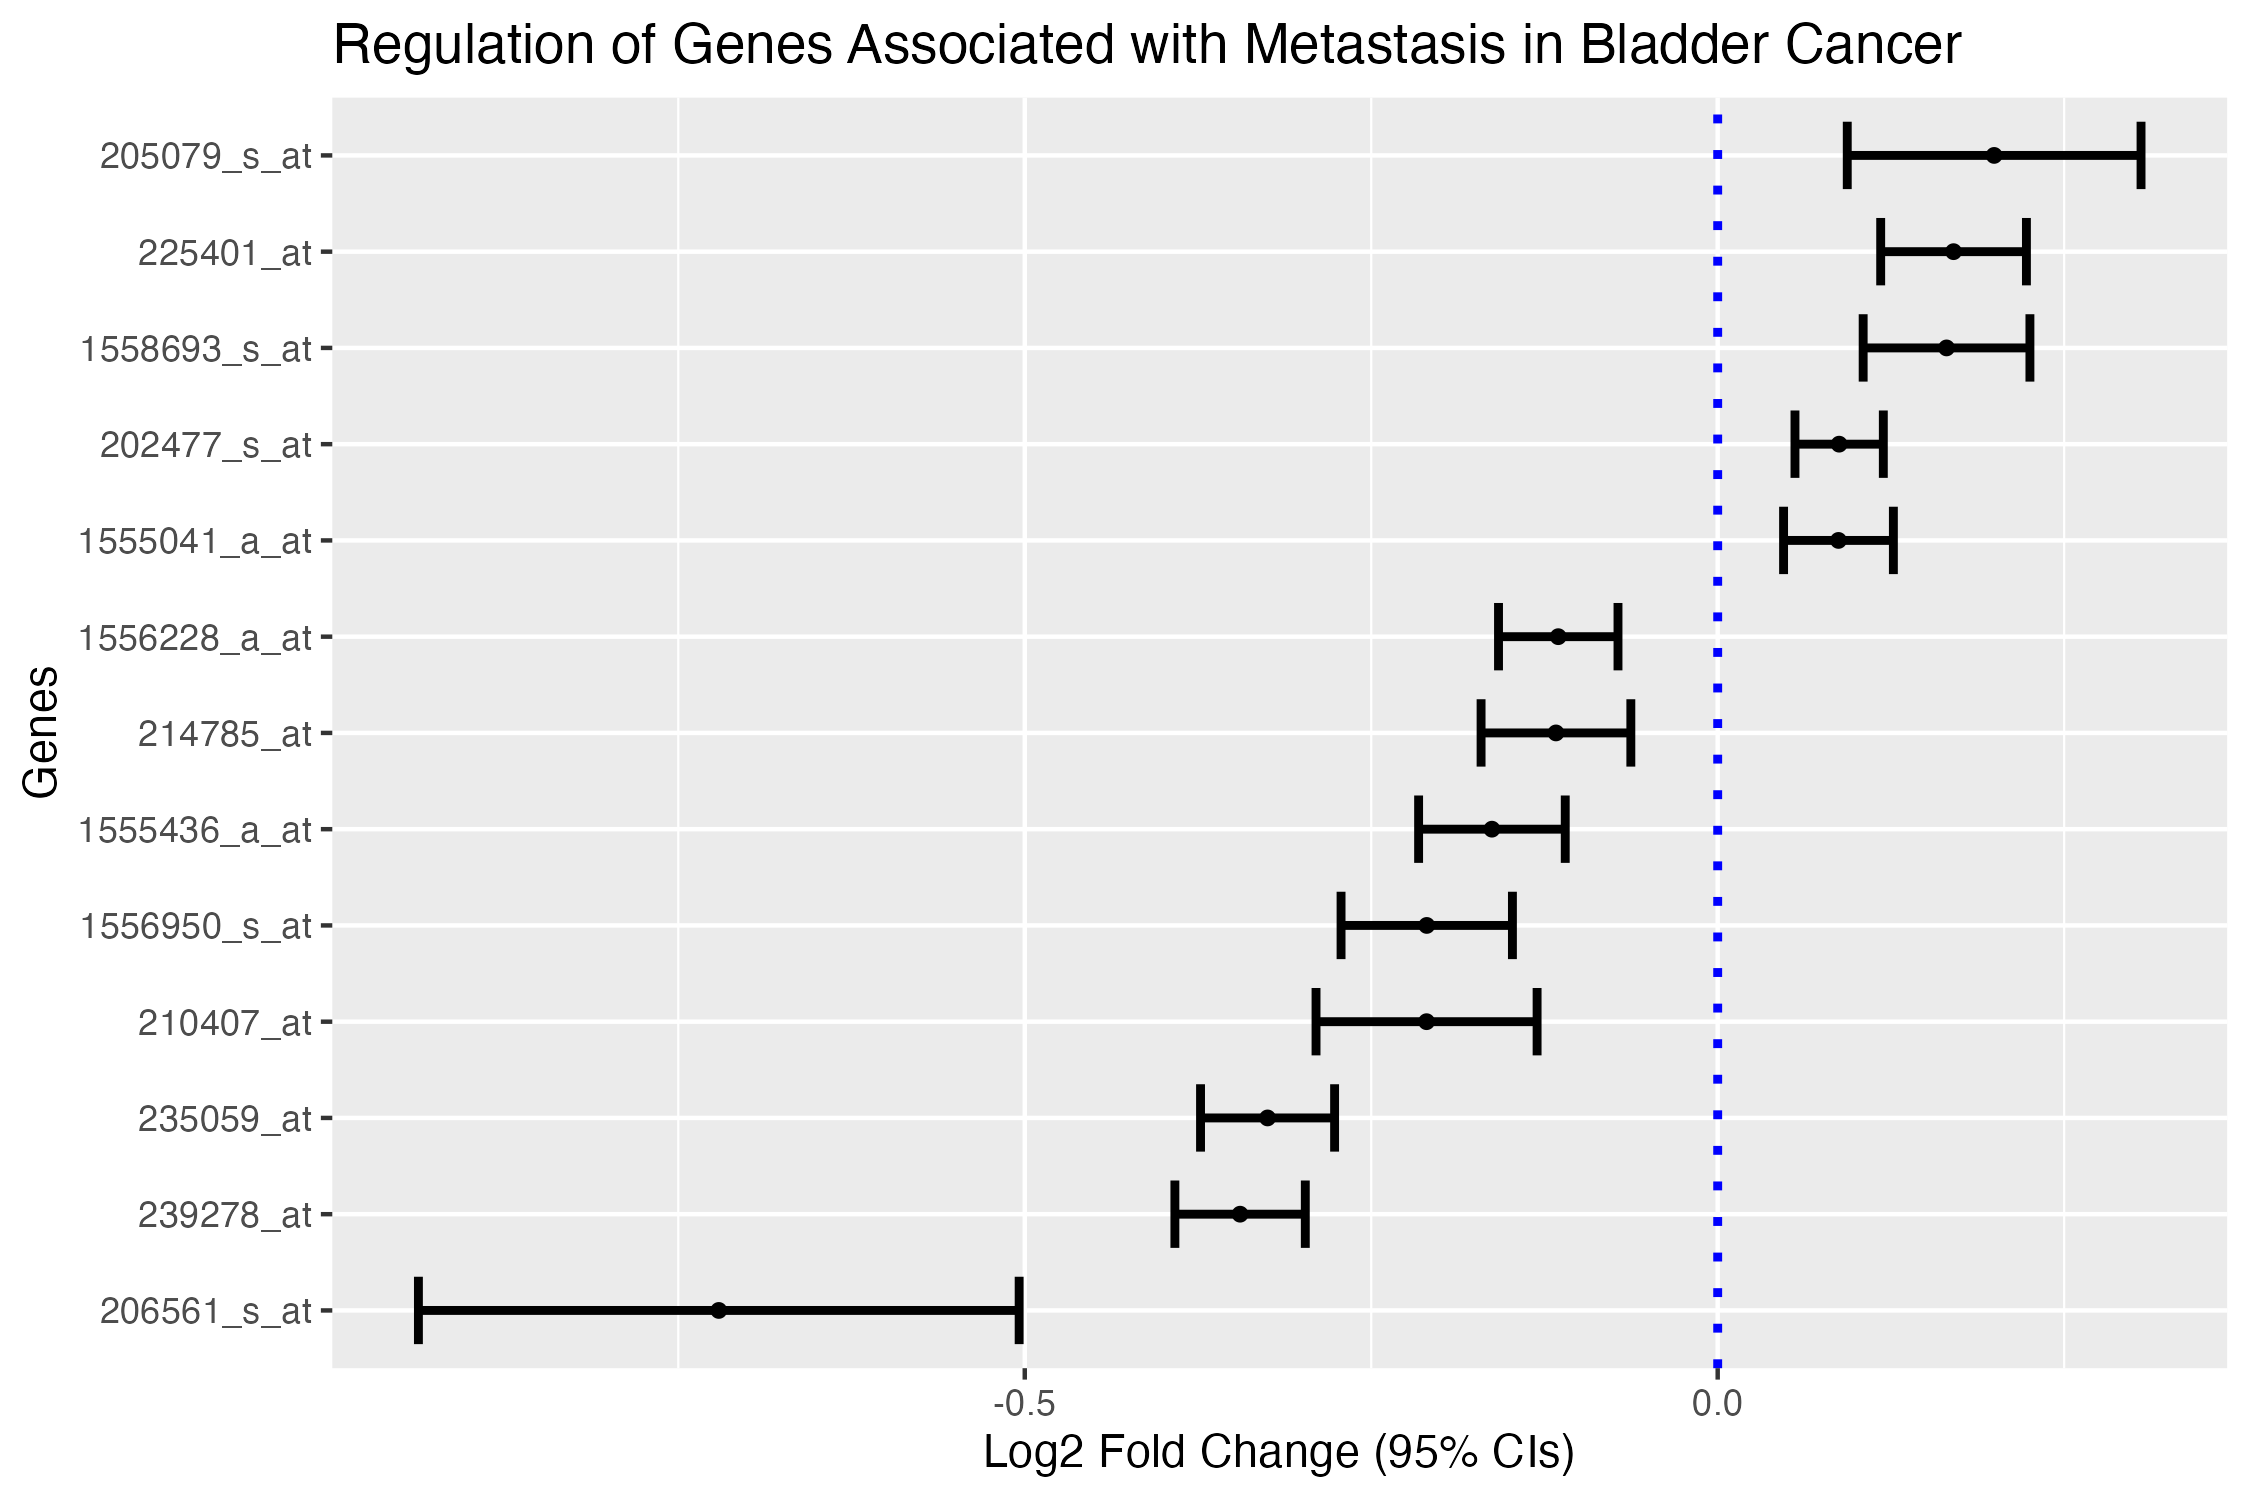 Regulation of Genes Associated with Metastasis in Bladder Cancer
Genes
205079_s_at
225401_at
1558693_s_at
202477_s_at
1555041_a_at
1556228_a_at
214785_at
1555436_a_at
1556950_s_at
210407_at
235059_at
239278_at
206561_s_at
-0.5 0.0
Log2 Fold Change (95% CIs)